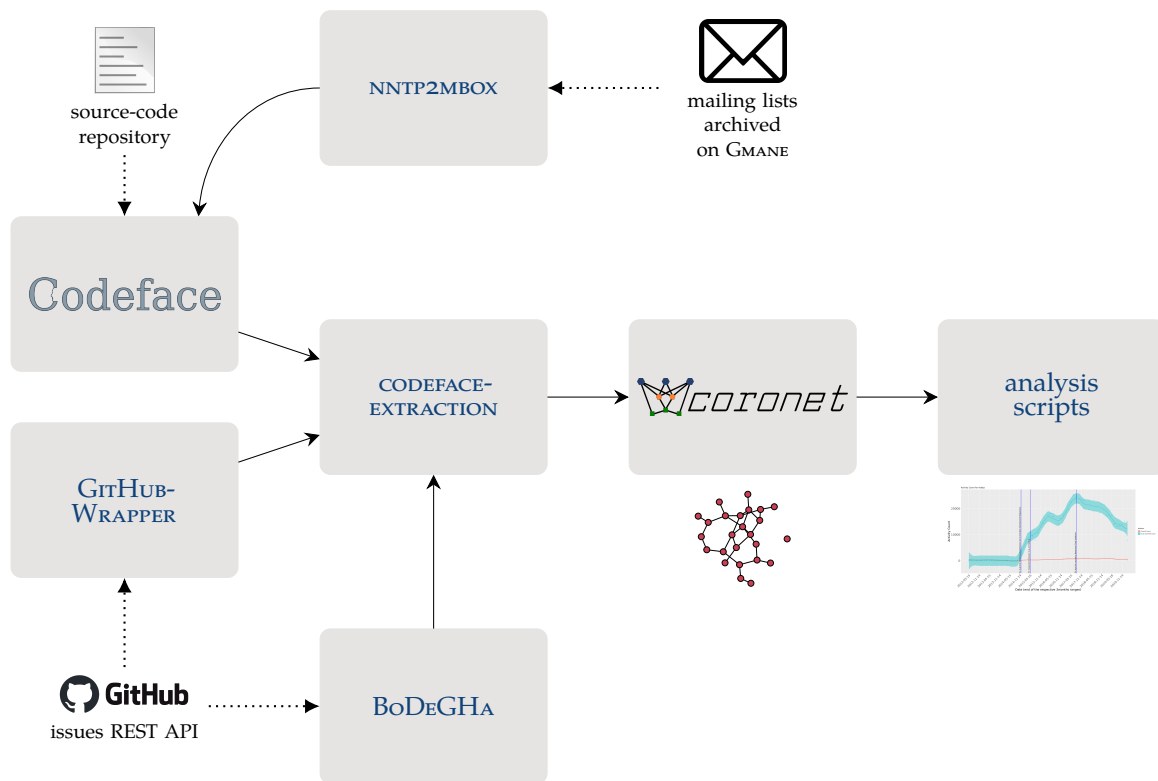 source-code
repository
NNTP2MBOX
mailing lists
archived
on GMANE
Codeface
CODEFACE-
EXTRACTION
coronet
analysis
scripts
GITHUB-
WRAPPER
GitHub
issues REST API
BODEGHA